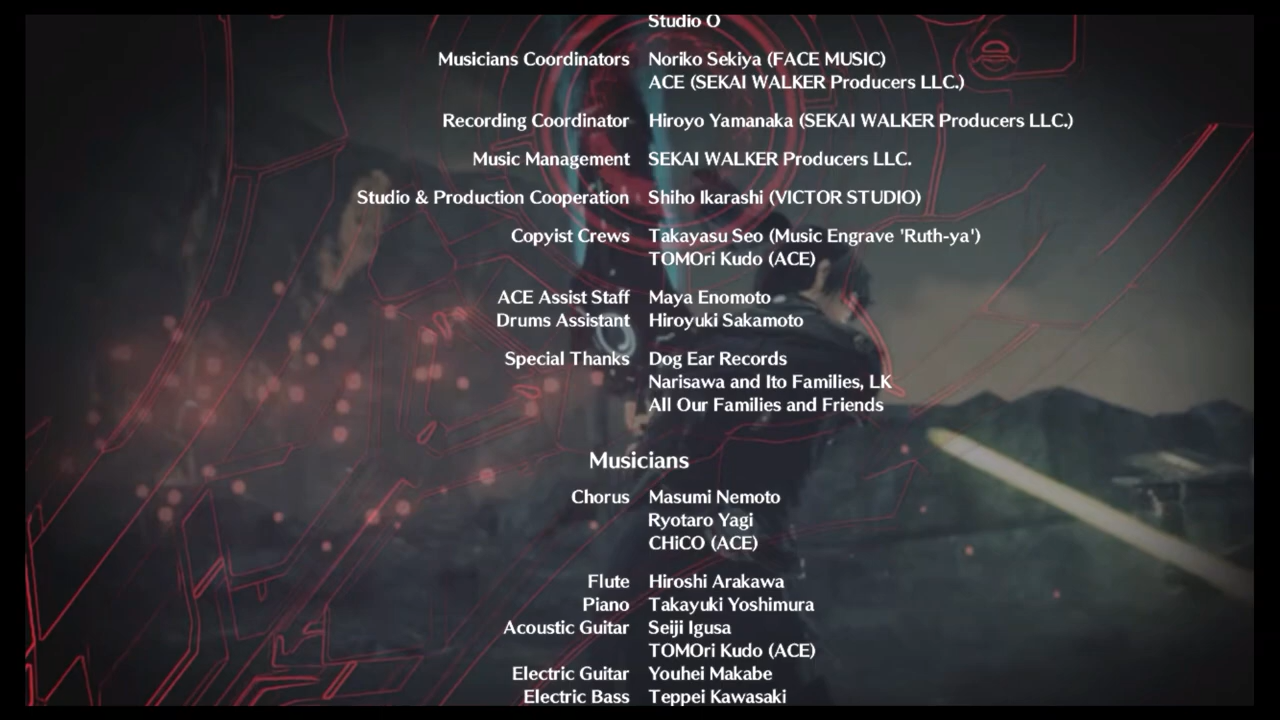 Studio O
Musicians Coordinators Noriko Sekiya (FACE MUSIC)
ACE (SEKAI WALKER Producers LLC.)
Recording Coordinator Hiroyo Yamanaka (SEKAI WALKER Producers LLC.)
Music Management SEKAI WALKER Producers LLC.
Studio & Production Cooperation Shiho Ikarashi (VICTOR STUDIO)
Copyist Crews Takayasu Seo (Music Engrave 'Ruth-ya')
TOMOri Kudo (ACE)
ACE Assist Staff Maya Enomoto
Drums Assistant Hiroyuki Sakamoto
Special Thanks Dog Ear Records
Narisawa and Ito Families, LK
All Our Families and Friends
Musicians
Chorus Masumi Nemoto
Ryotaro Yagi
CHiCO (ACE)
Flute Hiroshi Arakawa
Piano Takayuki Yoshimura
Acoustic Guitar Seiji Igusa
TOMOri Kudo (ACE)
Electric Guitar Youhei Makabe
Electric Bass Teppei Kawasaki